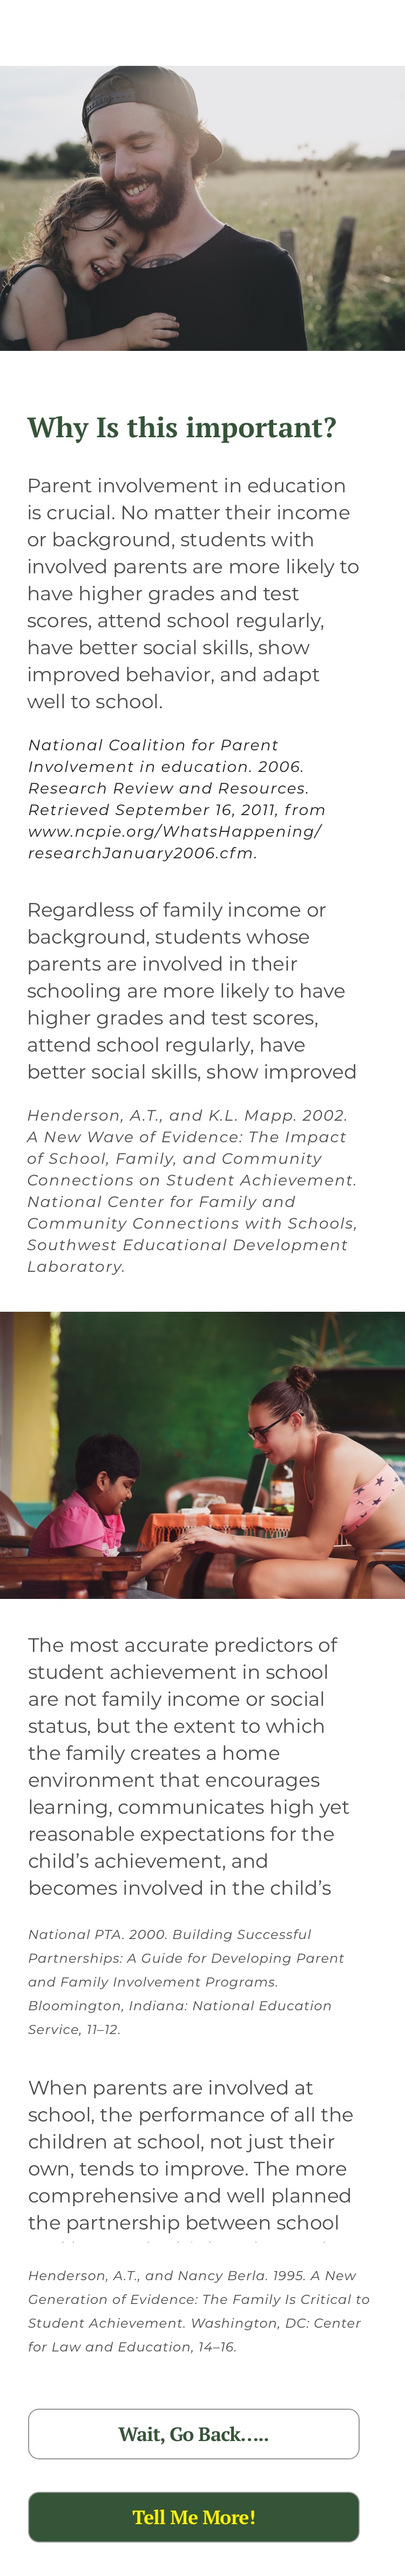 Why Is this important?
Parent involvement in education
is crucial. No matter their income
or background, students with
involved parents are more likely to
have higher grades and test
scores, attend school regularly,
have better social skills, show
improved behavior, and adapt
well to school.
National Coalition for Parent
Involvement in education. 2006.
Research Review and Resources.
Retrieved September 16, 2011, from
www.ncpie.org/WhatsHappening/
researchJanuary2006.cfm.
Regardless of family income or
background, students whose
parents are involved in their
schooling are more likely to have
higher grades and test scores,
attend school regularly, have
better social skills, show improved
Henderson, A.T., and K.L. Mapp. 2002.
A New Wave of Evidence: The Impact
of School, Family, and Community
Connections on Student Achievement.
National Center for Family and
Community Connections with Schools,
Southwest Educational Development
Laboratory.
The most accurate predictors of
student achievement in school
are not family income or social
status, but the extent to which
the family creates a home
environment that encourages
learning, communicates high yet
reasonable expectations for the
child’s achievement, and
becomes involved in the child’s
National PTA. 2000. Building Successful
Partnerships: A Guide for Developing Parent
and Family Involvement Programs.
Bloomington, Indiana: National Education
Service, 11–12.
When parents are involved at
school, the performance of all the
children at school, not just their
own, tends to improve. The more
comprehensive and well planned
the partnership between school
Henderson, A.T., and Nancy Berla. 1995. A New
Generation of Evidence: The Family Is Critical to
Student Achievement. Washington, DC: Center
for Law and Education, 14–16.
Wait, Go Back.....
Tell Me More!